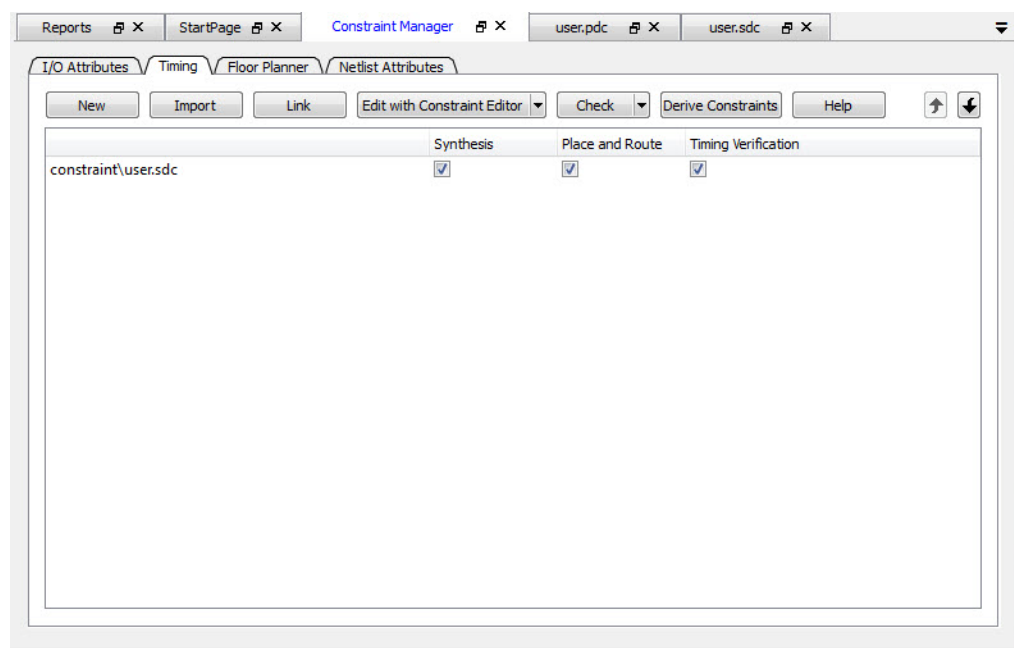 Reports StartPage Constraint Manager user.pdc user.sdc
I/O Attributes Timing Floor Planner Netlist Attributes
New Import Link Edit with Constraint Editor Check Derive Constraints Help
Synthesis Place and Route Timing Verification
constraint\user.sdc